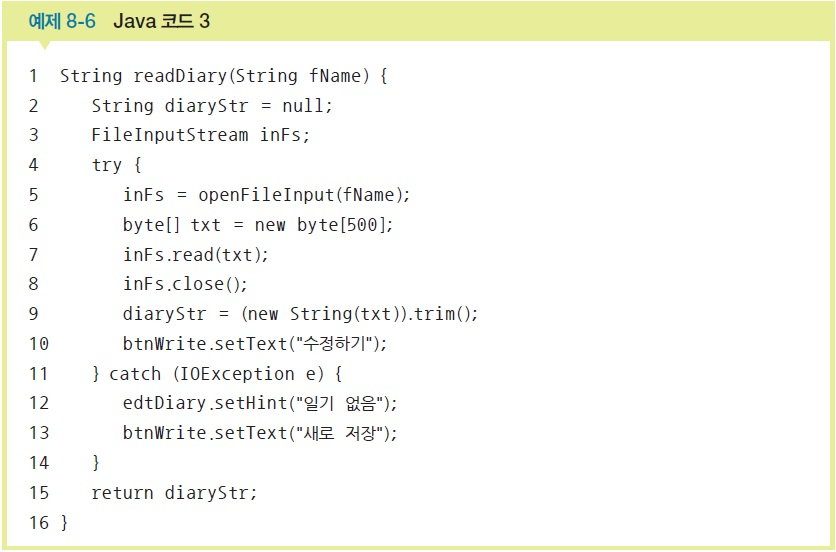 예제 8-6 Java 코드 3
1 String readDiary(String fName) {
2 String diaryStr = null;
3 FileInputStream inFs;
4 try {
5 inFs = openFileInput(fName);
6 byte[] txt = new byte[500];
7 inFs.read(txt);
8 inFs.close();
9 diaryStr = (new String(txt)).trim();
10 btnWrite.setText("수정하기");
11 } catch (IOException e) {
12 edtDiary.setHint("일기 없음");
13 btnWrite.setText("새로 저장");
14 }
15 return diaryStr;
16 }